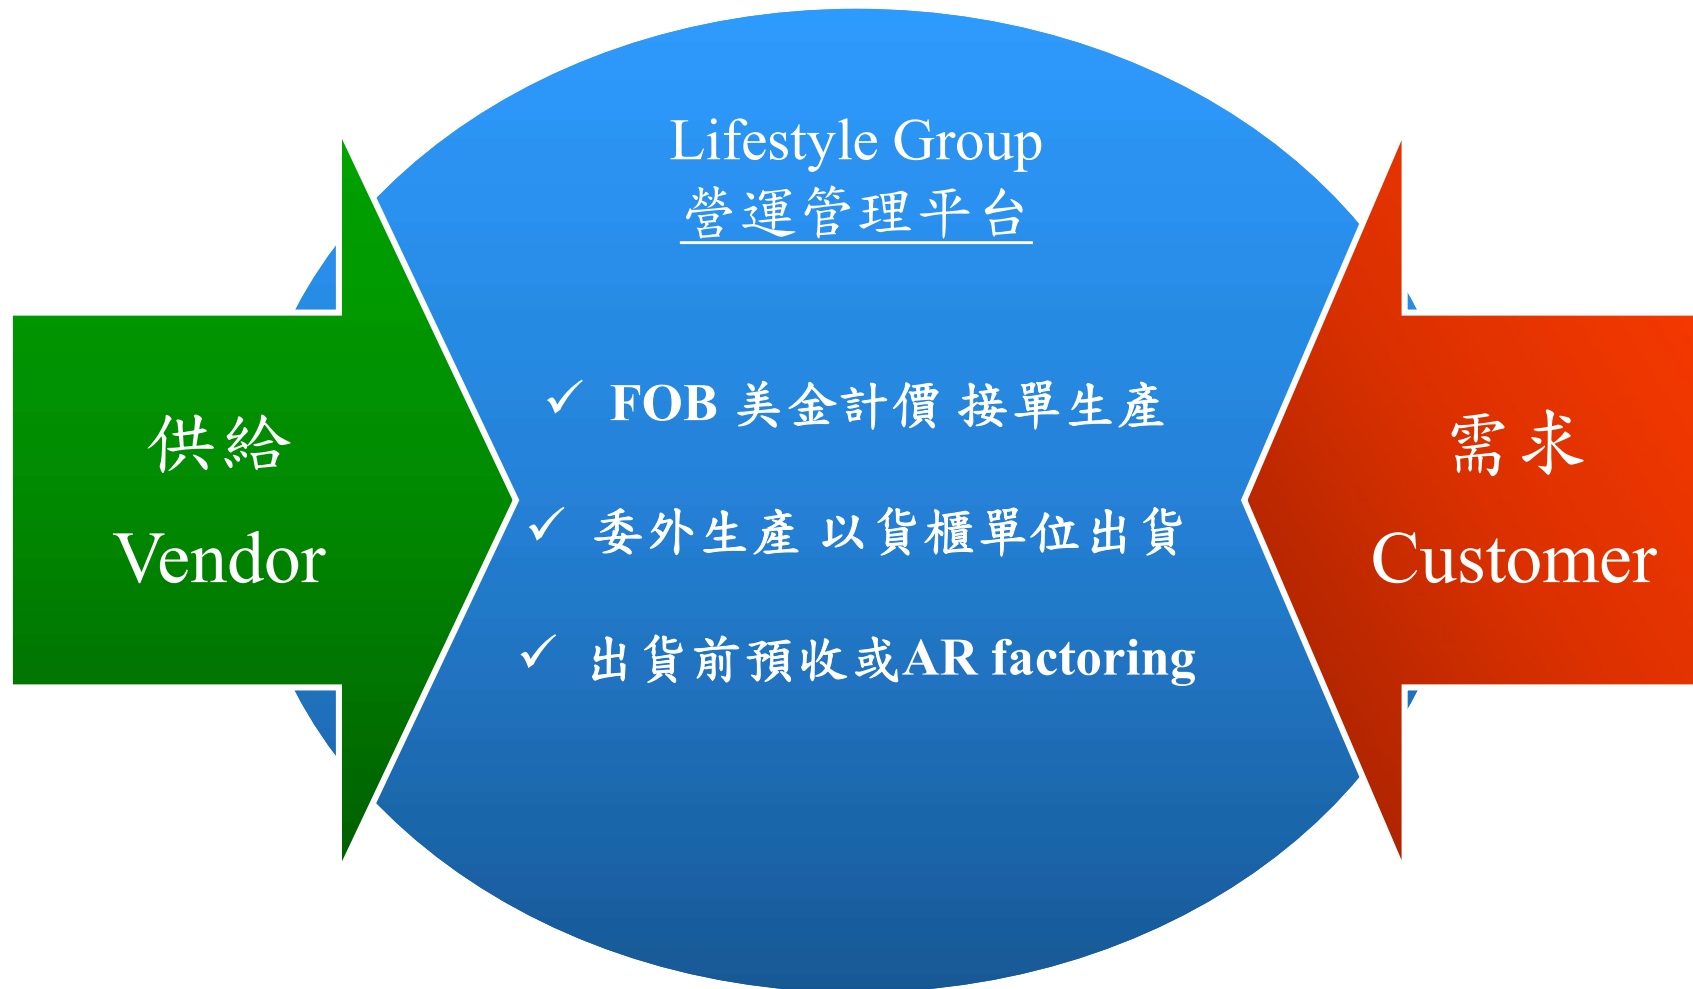 Lifestyle Group
營運管理平台
✓ FOB 美金計價 接單生產
✓ 委外生產 以貨櫃單位出貨
✓ 出貨前預收或AR factoring
供給
Vendor
需求
Customer